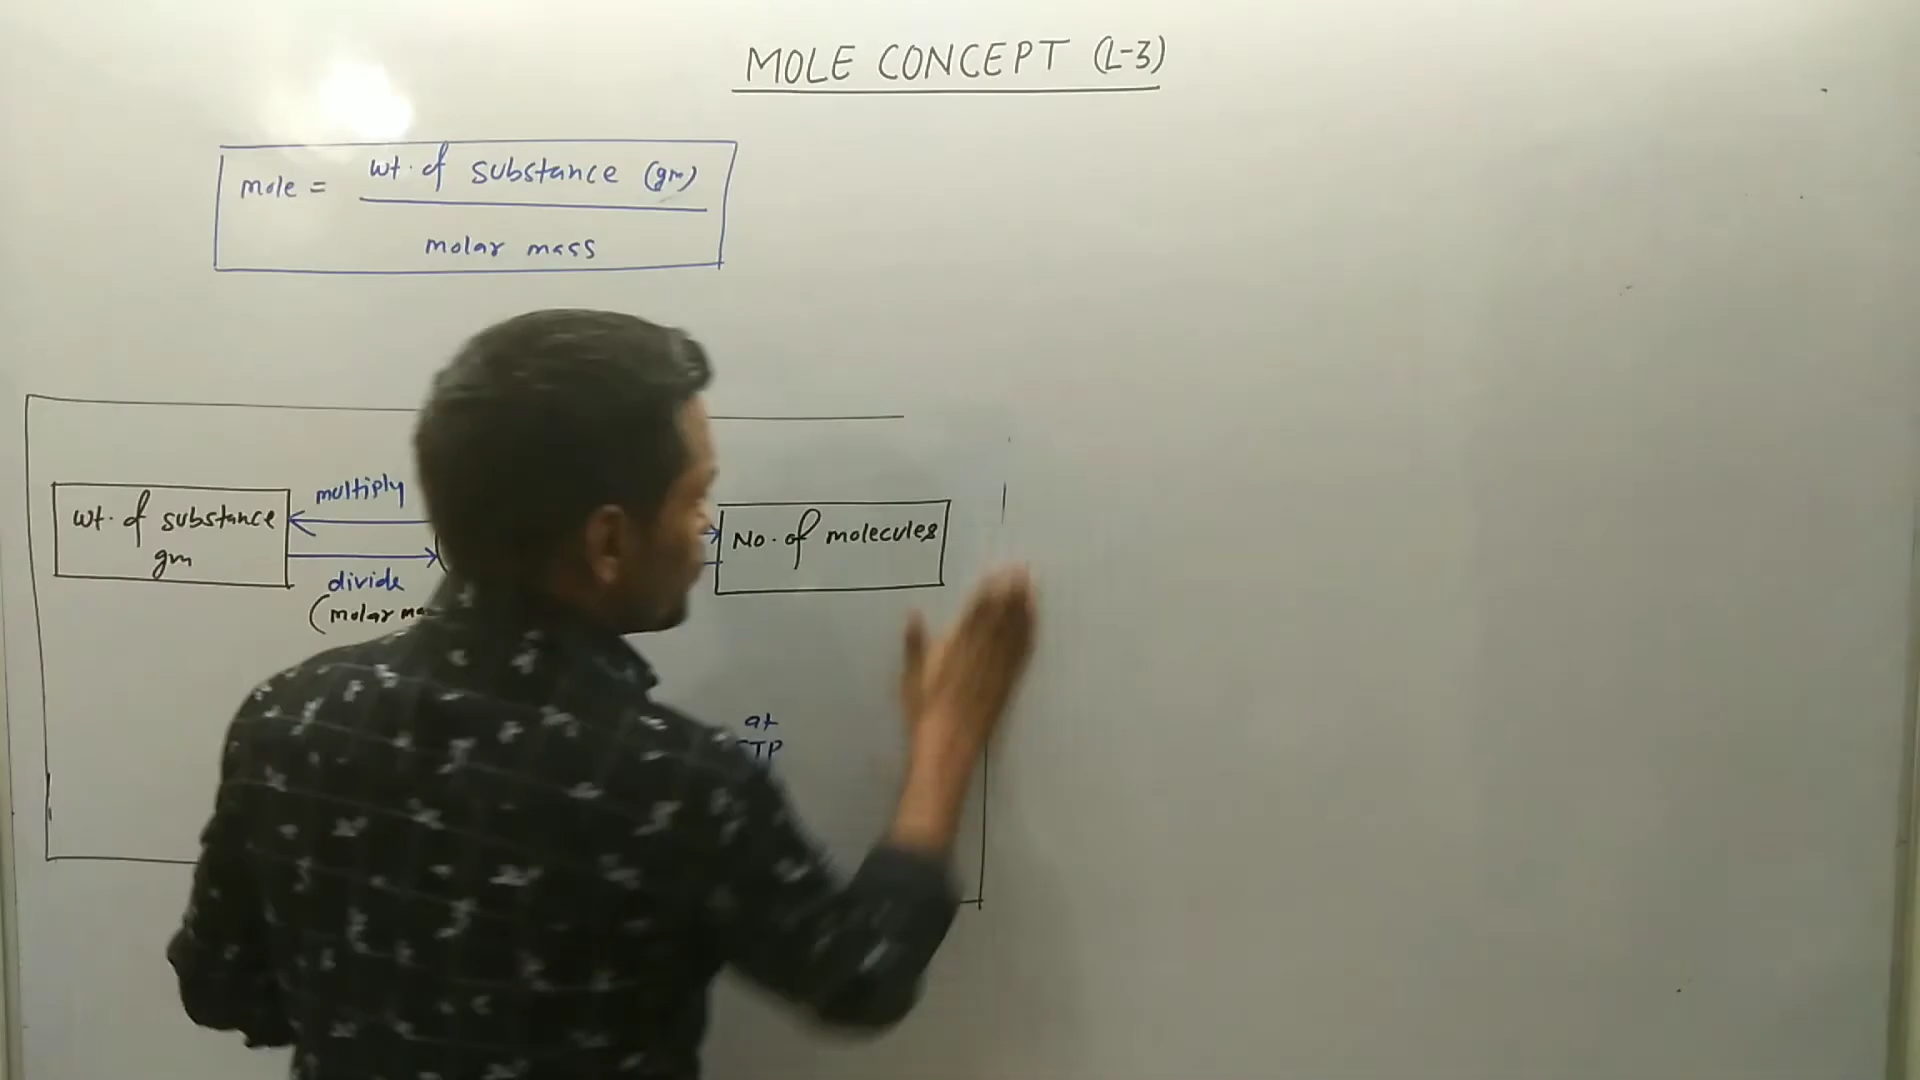 MOLE CONCEPT (L-3)
mole = wt. of substance (gm)
molar mass
multiply
wt. of substance
gm
divide
(molar
No. of molecules
at